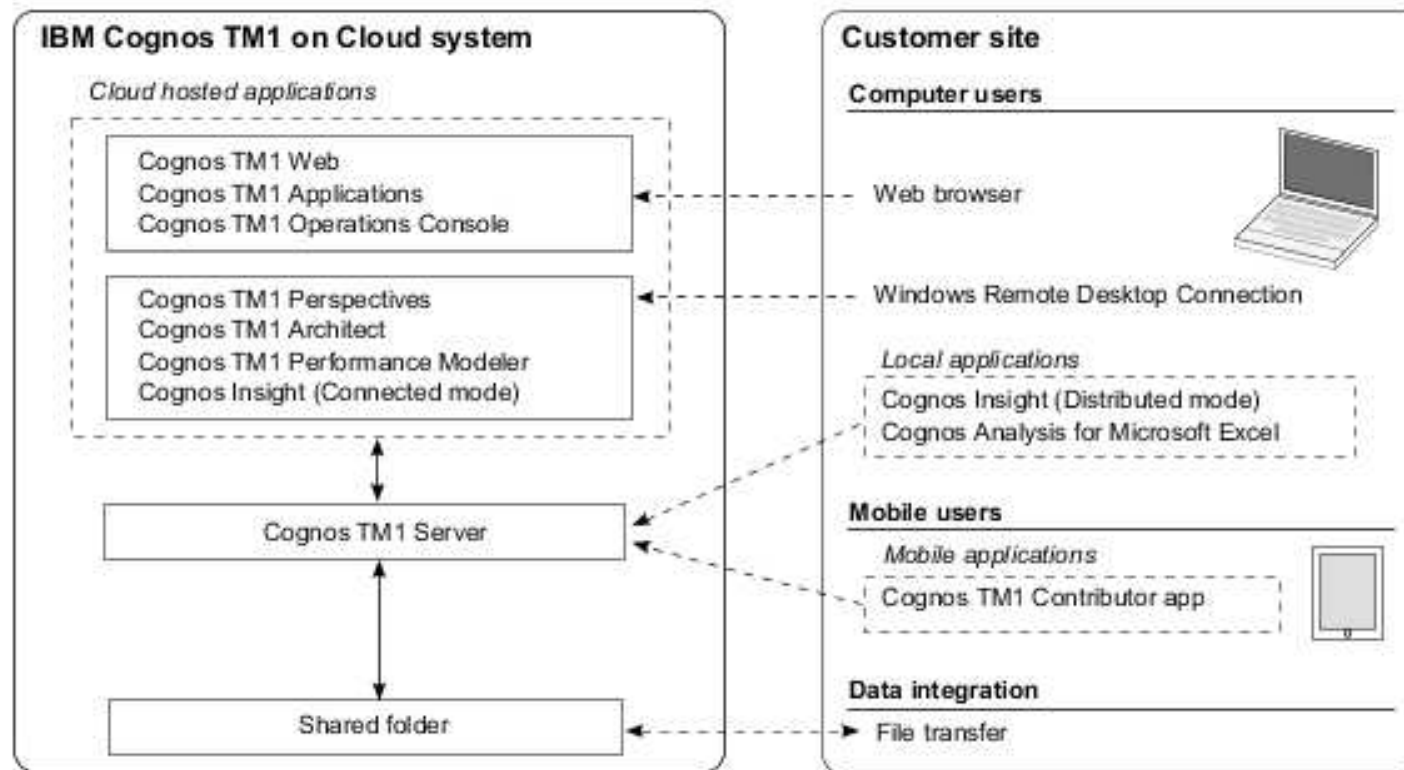 IBM Cognos TM1 on Cloud system
Cloud hosted applications
Cognos TM1 Web
Cognos TM1 Applications
Cognos TM1 Operations Console
Cognos TM1 Perspectives
Cognos TM1 Architect
Cognos TM1 Performance Modeler
Cognos Insight (Connected mode)
Cognos TM1 Server
Shared folder
Customer site
Computer users
Web browser
Windows Remote Desktop Connection
Local applications
Cognos Insight (Distributed mode)
Cognos Analysis for Microsoft Excel
Mobile users
Mobile applications
Cognos TM1 Contributor app
Data integration
File transfer